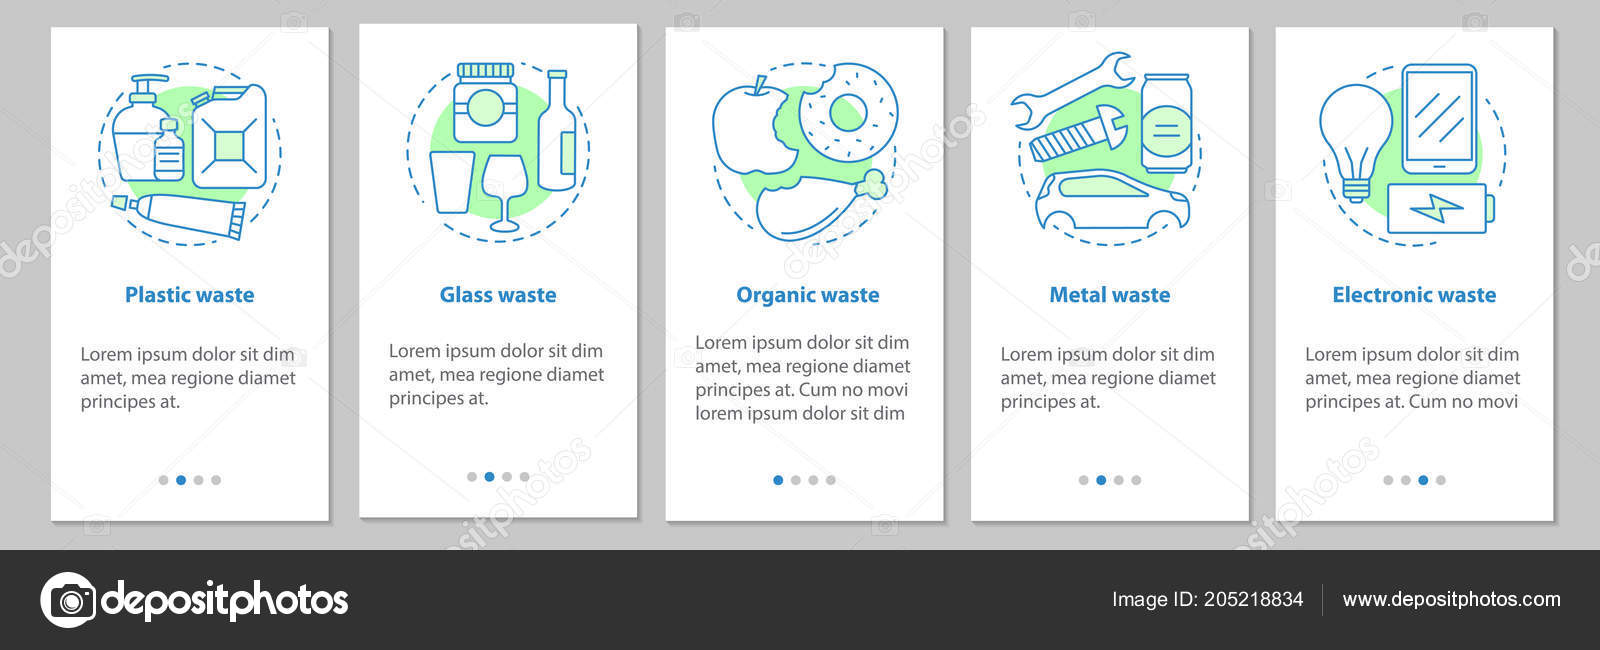 Plastic waste
Lorem ipsum dolor sit dim
amet, mea regione diamet
principes at.
Glass waste
Lorem ipsum dolor sit dim
amet, mea regione diamet
principes at.
Organic waste
Lorem ipsum dolor sit dim
amet, mea regione diamet
principes at. Cum no movi
lorem ipsum dolor sit dim
Metal waste
Lorem ipsum dolor sit dim
amet, mea regione diamet
principes at.
Electronic waste
Lorem ipsum dolor sit dim
amet, mea regione diamet
principes at. Cum no movi
depositphotos
Image ID: 205218834
www.depositphotos.com